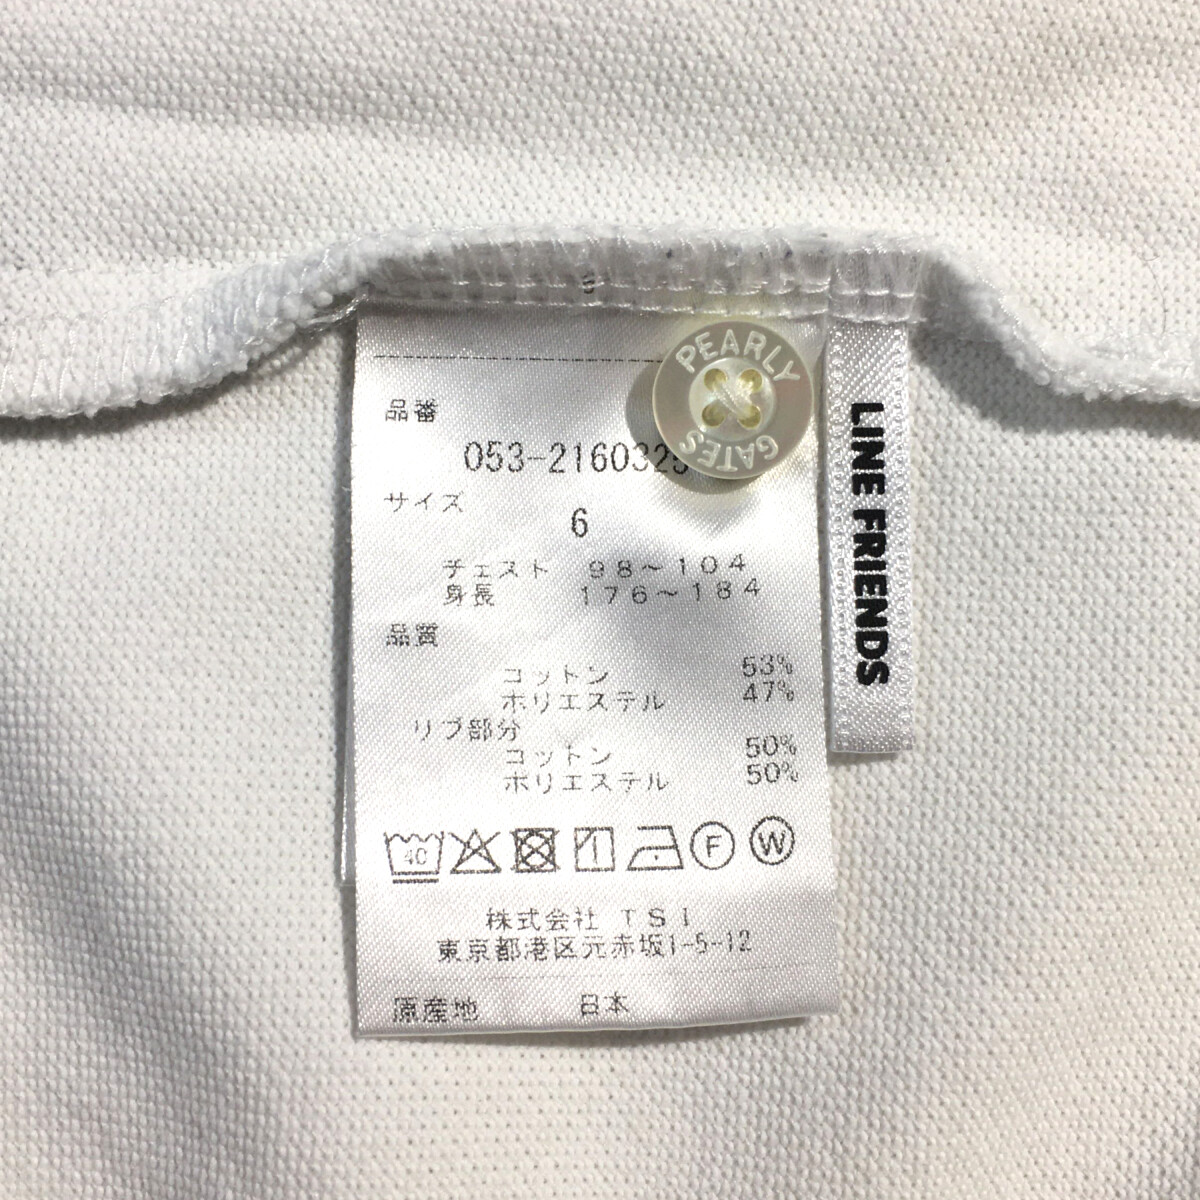 品番
053-2160325
サイズ
6
チェスト 98~104
身長 176~184
品質
コットン 53%
ポリエステル 47%
リブ部分
コットン 50%
ポリエステル 50%
40
F W
株式会社 TSI
東京都港区元赤坂1-5-12
原産地 日本
PEARLY
GATES
LINE FRIENDS